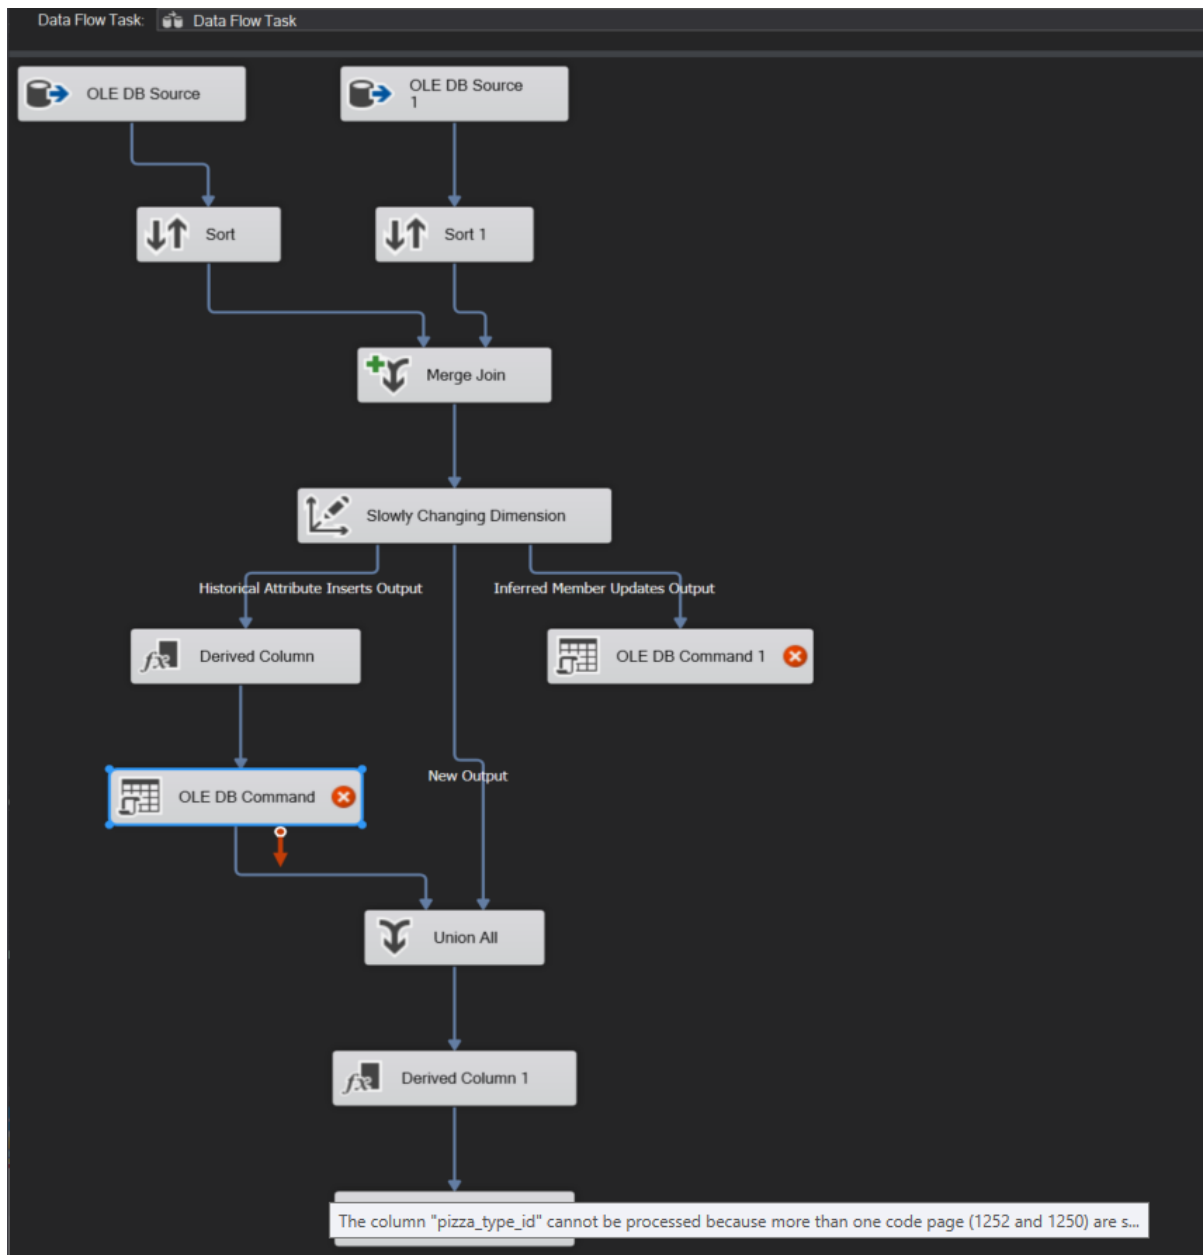 Data Flow Task: Data Flow Task
OLE DB Source
OLE DB Source
1
Sort
Sort 1
Merge Join
Slowly Changing Dimension
Historical Attribute Inserts Output
Inferred Member Updates Output
Derived Column
OLE DB Command 1
OLE DB Command
New Output
Union All
Derived Column 1
The column "pizza_type_id" cannot be processed because more than one code page (1252 and 1250) are s...